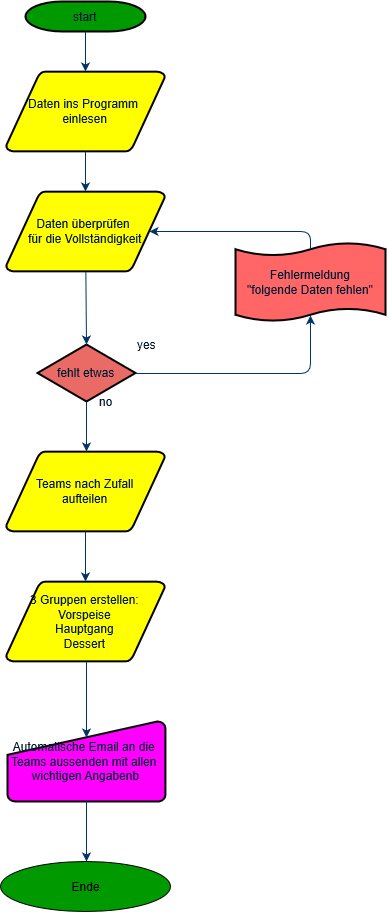 start
Daten ins Programm
einlesen
Daten überprüfen
für die Vollständigkeit
Fehlermeldung
"folgende Daten fehlen"
yes
fehlt etwas
no
Teams nach Zufall
aufteilen
3 Gruppen erstellen:
Vorspeise
Hauptgang
Dessert
Automatische Email an die
Teams aussenden mit allen
wichtigen Angabenb
Ende